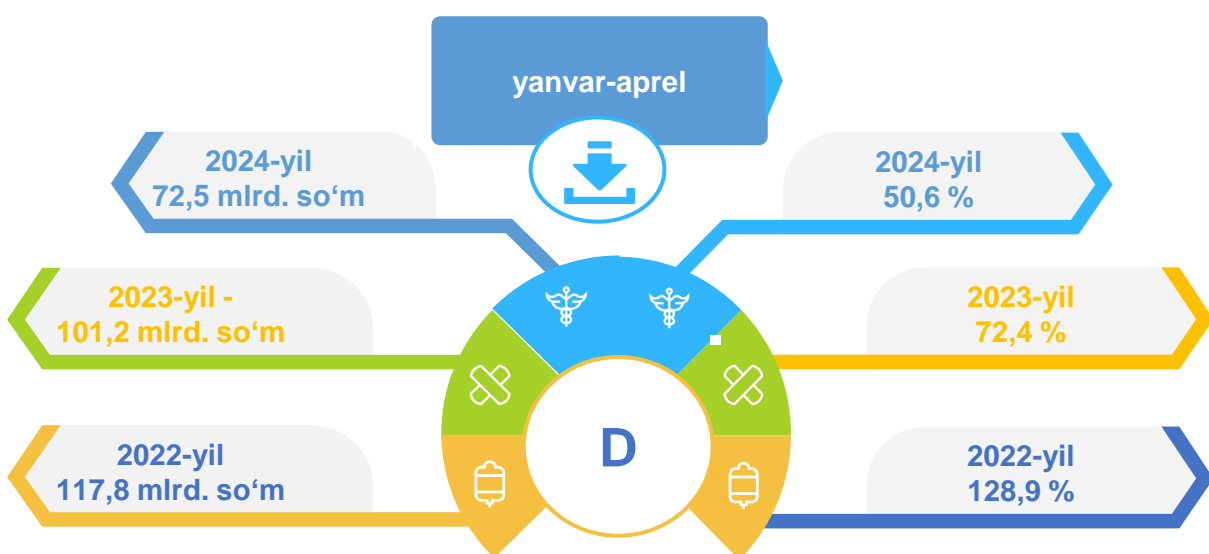 yanvar-aprel
2024-yil
72,5 mlrd. so‘m
2024-yil
50,6 %
2023-yil -
101,2 mlrd. so‘m
2023-yil
72,4 %
2022-yil
117,8 mlrd. so‘m
2022-yil
128,9 %
D